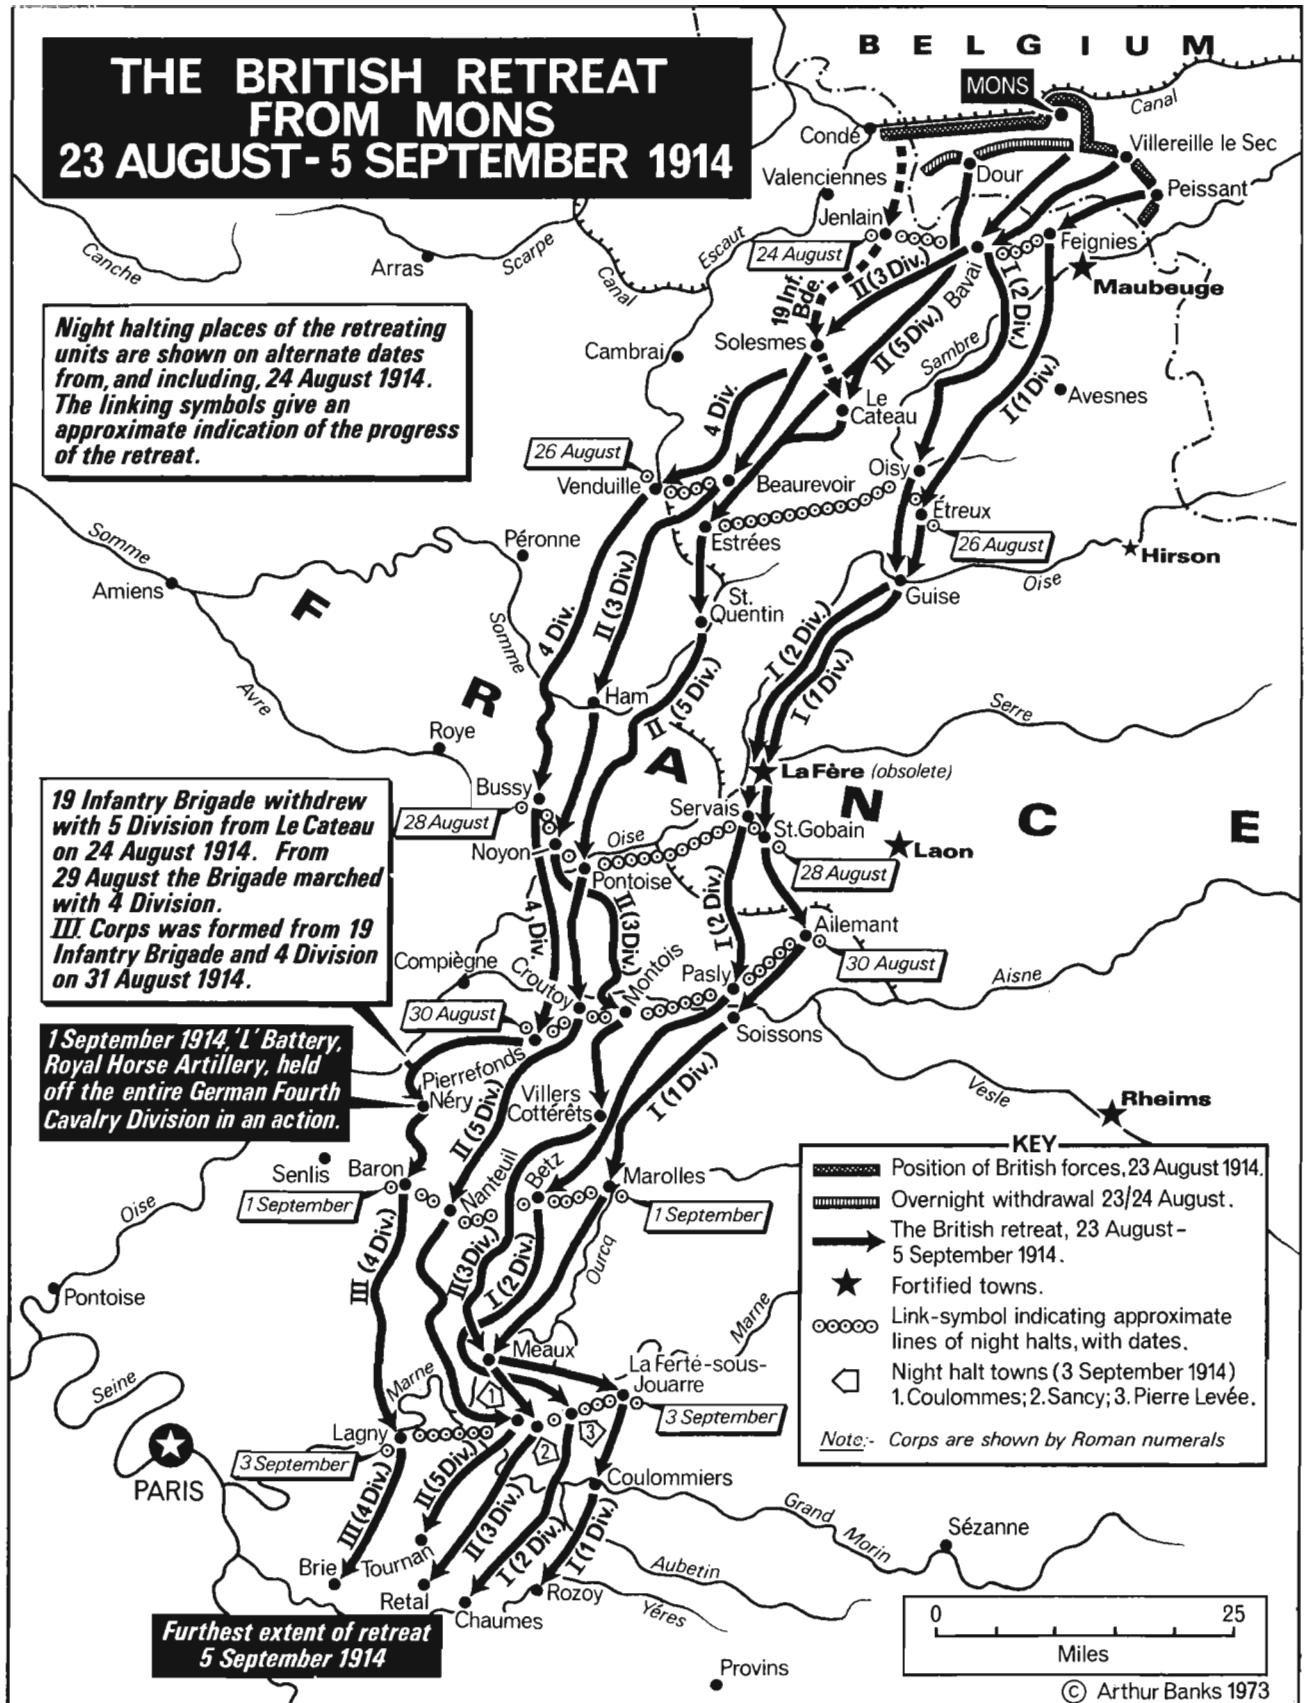 THE BRITISH RETREAT
FROM MONS
23 AUGUST - 5 SEPTEMBER 1914
BELGIUM
MONS
Canal
Condé
Villereille le Sec
Dour
Valenciennes
Peissant
Jenlain
24 August
Feignies
Escaut
Scarpe
Canche
Arras
Canal
Bavai
Maubeuge
II (3 Div.)
I (2 Div.)
19 Inf.
Bde.
Night halting places of the retreating
units are shown on alternate dates
from, and including, 24 August 1914.
The linking symbols give an
approximate indication of the progress
of the retreat.
Solesmes
II (5 Div.)
Sambre
Cambrai
I (1 Div.)
Avesnes
4 Div.
Le
Cateau
26 August
Oisy
Venduille
Beaurevoir
Étreux
Estrées
26 August
Somme
Péronne
Hirson
Oise
Amiens
Guise
FRANCE
St.
Quentin
II (3 Div.)
4 Div.
Somme
I (2 Div.)
I (1 Div.)
Avre
Ham
II (5 Div.)
Serre
Roye
La Fère (obsolete)
Bussy
Servais
28 August
Oise
St. Gobain
Noyon
Laon
Pontoise
28 August
19 Infantry Brigade withdrew
with 5 Division from Le Cateau
on 24 August 1914. From
29 August the Brigade marched
with 4 Division.
III. Corps was formed from 19
Infantry Brigade and 4 Division
on 31 August 1914.
4 Div.
II (3 Div.)
I (2 Div.)
Ailemant
30 August
Compiègne
Croutoy
Montois
Pasly
Aisne
30 August
Soissons
1 September 1914, 'L' Battery,
Royal Horse Artillery, held
off the entire German Fourth
Cavalry Division in an action.
Pierrefonds
Néry
Villers
Cottérêts
I (1 Div.)
Vesle
Rheims
II (5 Div.)
Senlis
Baron
Nanteuil
Betz
Marolles
1 September
1 September
Oise
III (4 Div.)
II (3 Div.)
I (2 Div.)
Ourcq
Pontoise
Marne
KEY
Position of British forces, 23 August 1914.
Overnight withdrawal 23/24 August.
The British retreat, 23 August -
5 September 1914.
Fortified towns.
Link-symbol indicating approximate
lines of night halts, with dates.
Night halt towns (3 September 1914)
1. Coulommes; 2. Sancy; 3. Pierre Levée.
Note:- Corps are shown by Roman numerals
Meaux
La Ferté-sous-
Jouarre
Seine
Marne
1
3
2
3 September
Lagny
3 September
PARIS
Coulommiers
II (5 Div.)
III (4 Div.)
II (3 Div.)
I (2 Div.)
I (1 Div.)
Grand Morin
Sézanne
Aubetin
Brie
Tournan
Retal
Rozoy
Chaumes
Yéres
Furthest extent of retreat
5 September 1914
Provins
0 25
Miles
© Arthur Banks 1973